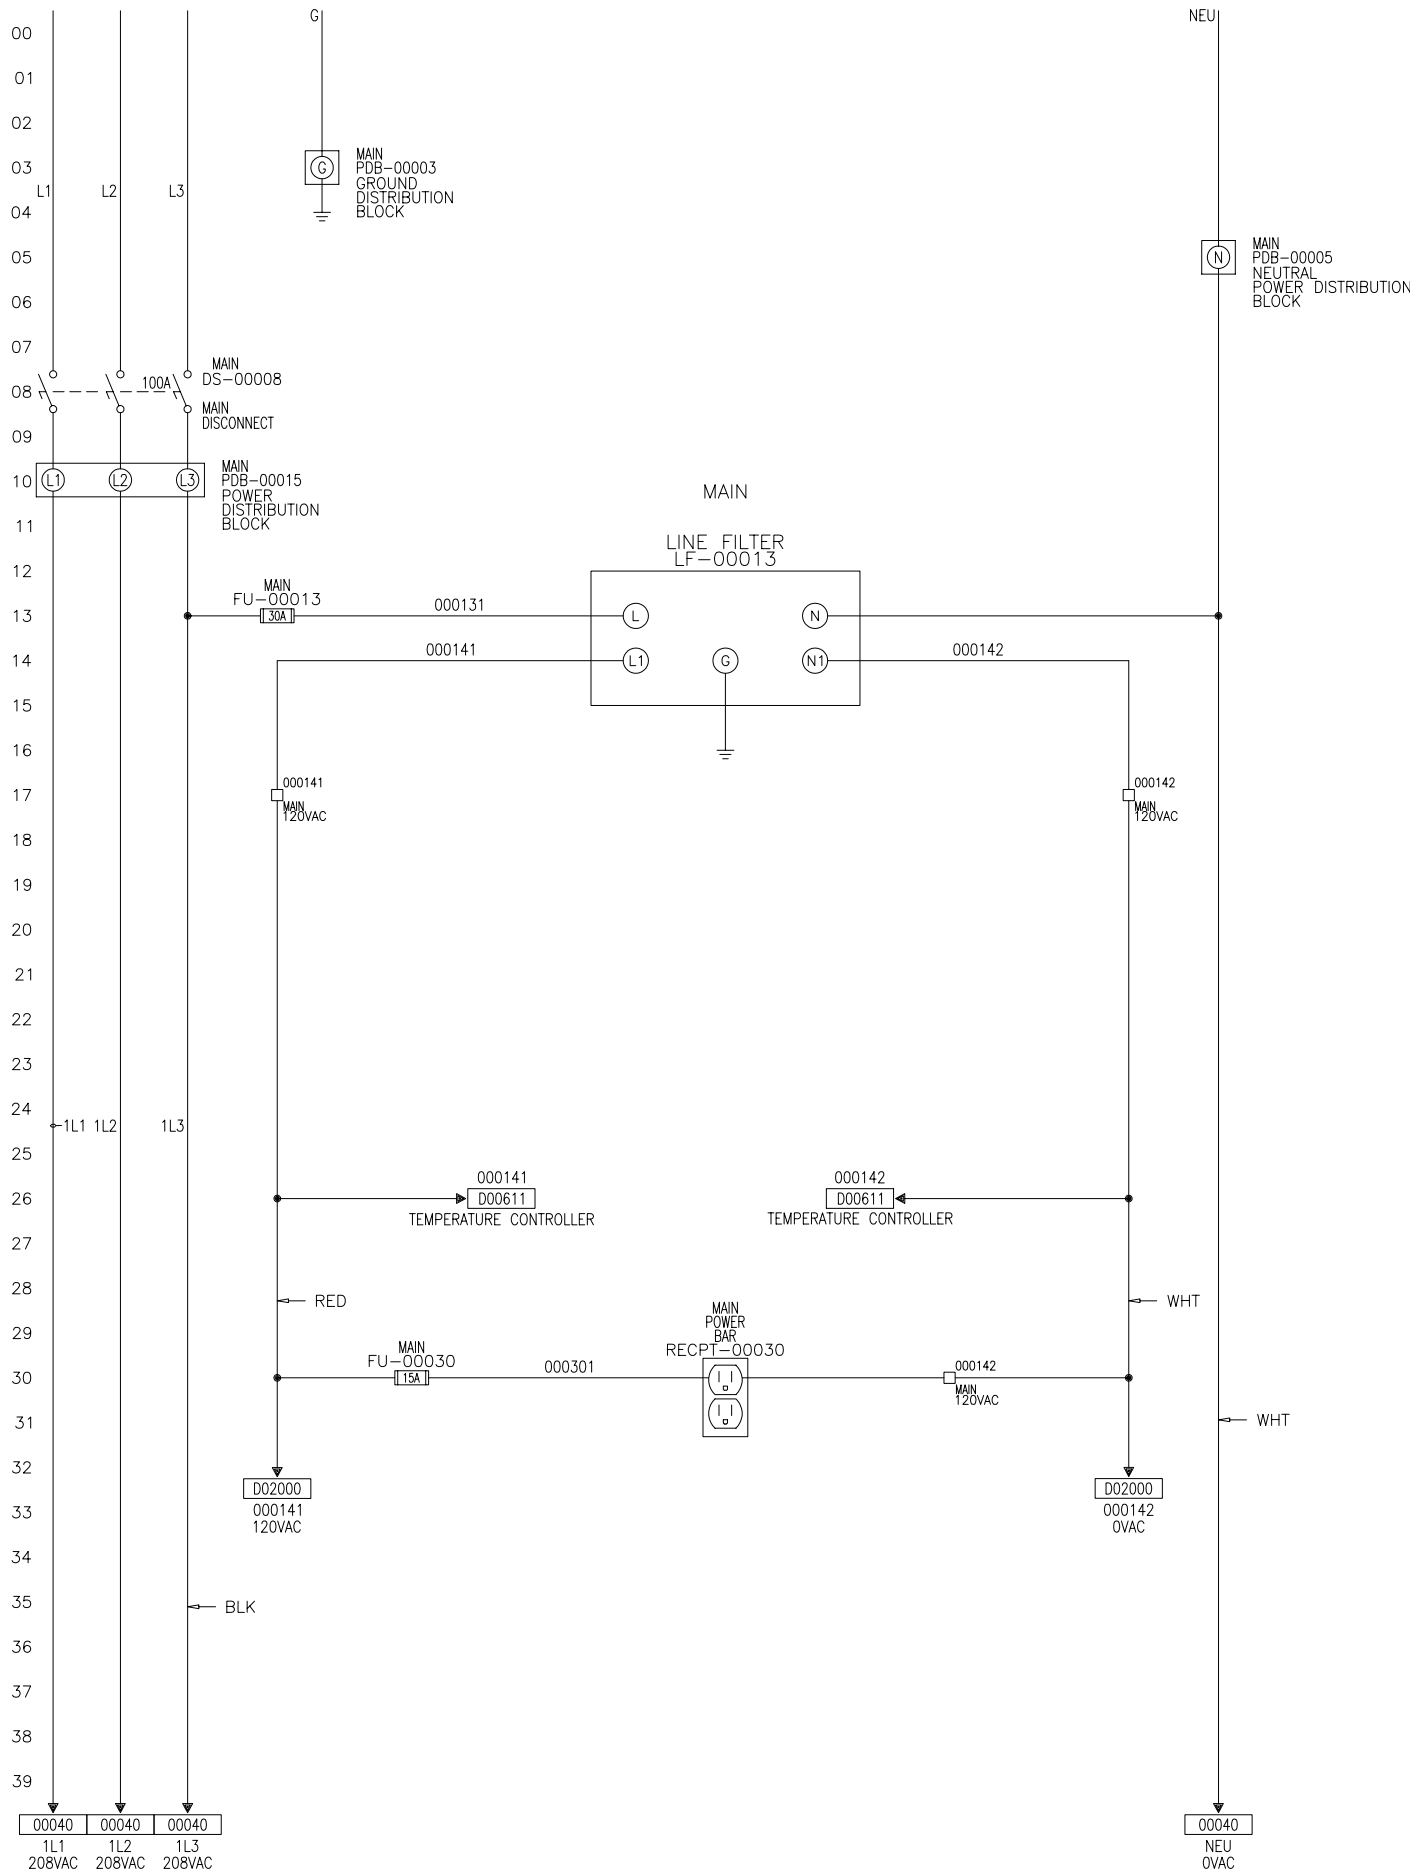 00
G
NEU
01
02
03
G
MAIN
PDB-00003
GROUND
DISTRIBUTION
BLOCK
L1
L2
L3
04
05
N
MAIN
PDB-00005
NEUTRAL
POWER DISTRIBUTION
BLOCK
06
07
MAIN
DS-00008
08
100A
MAIN
DISCONNECT
09
10
L1
L2
L3
MAIN
PDB-00015
POWER
DISTRIBUTION
BLOCK
MAIN
11
LINE FILTER
LF-00013
12
MAIN
FU-00013
13
30A
000131
L
N
14
000141
L1
G
N1
000142
15
16
17
000141
MAIN
120VAC
000142
MAIN
120VAC
18
19
20
21
22
23
24
1L1
1L2
1L3
25
26
000141
D00611
TEMPERATURE CONTROLLER
000142
D00611
TEMPERATURE CONTROLLER
27
28
RED
WHT
29
MAIN
POWER
BAR
RECPT-00030
MAIN
FU-00030
30
15A
000301
000142
MAIN
120VAC
31
WHT
32
D02000
000141
120VAC
D02000
000142
0VAC
33
34
35
BLK
36
37
38
39
00040
1L1
208VAC
00040
1L2
208VAC
00040
1L3
208VAC
00040
NEU
0VAC